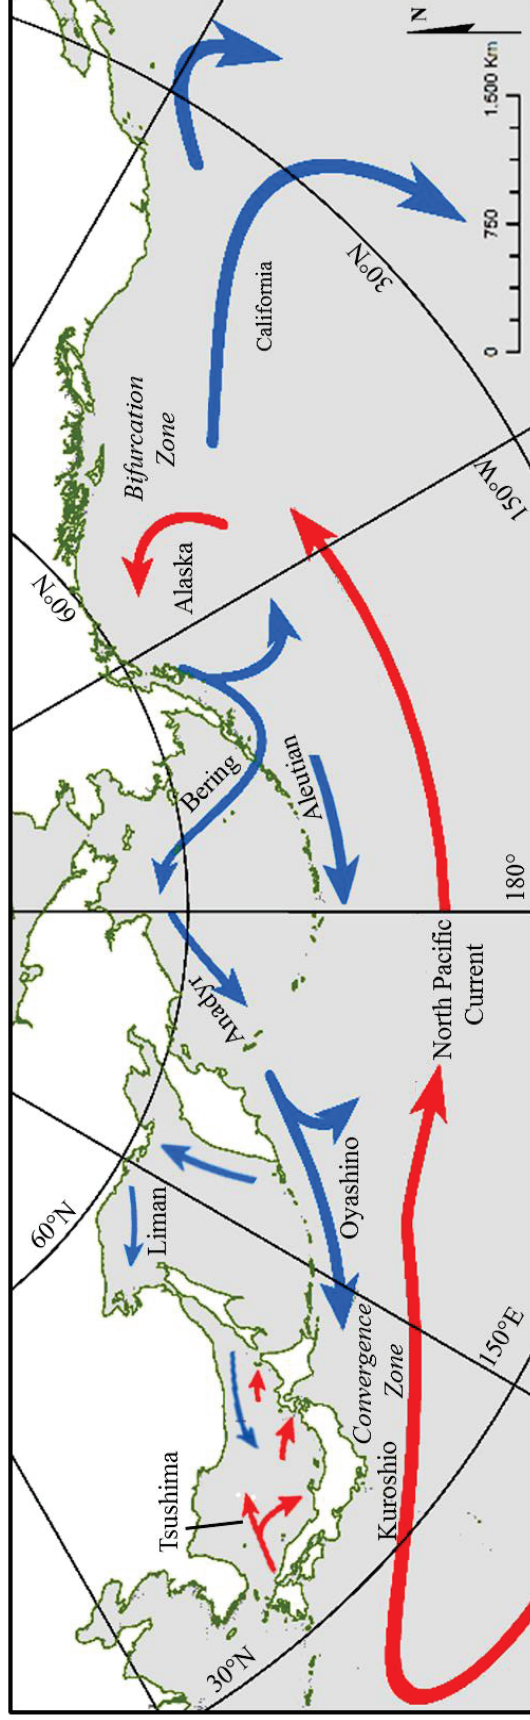 N
1.500 Km
750
0
30°N
California
Bifurcation
Zone
150°W
60°N
Alaska
Bering
Aleutian
180°
Anadyr
North Pacific
Current
Oyashino
Liman
60°N
150°E
Convergence
Zone
Kuroshio
Tsushima
30°N